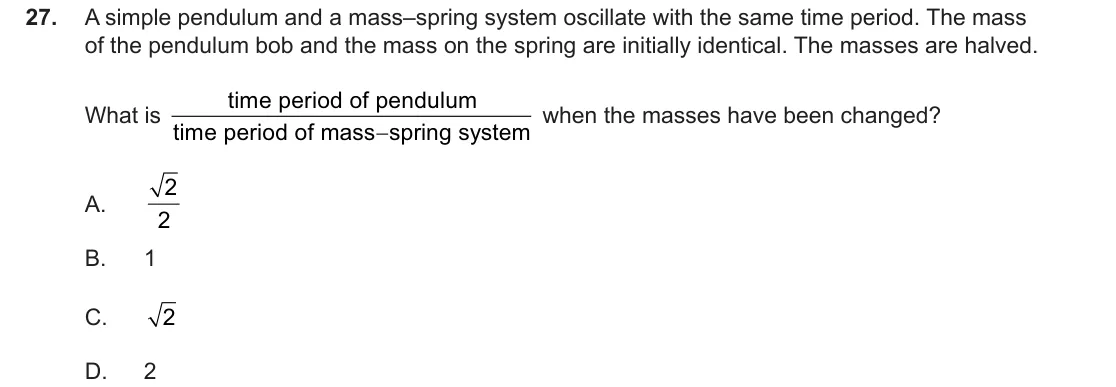 27. A simple pendulum and a mass–spring system oscillate with the same time period. The mass
of the pendulum bob and the mass on the spring are initially identical. The masses are halved.
What is time period of pendulum / time period of mass–spring system when the masses have been changed?
A. √2/2
B. 1
C. √2
D. 2